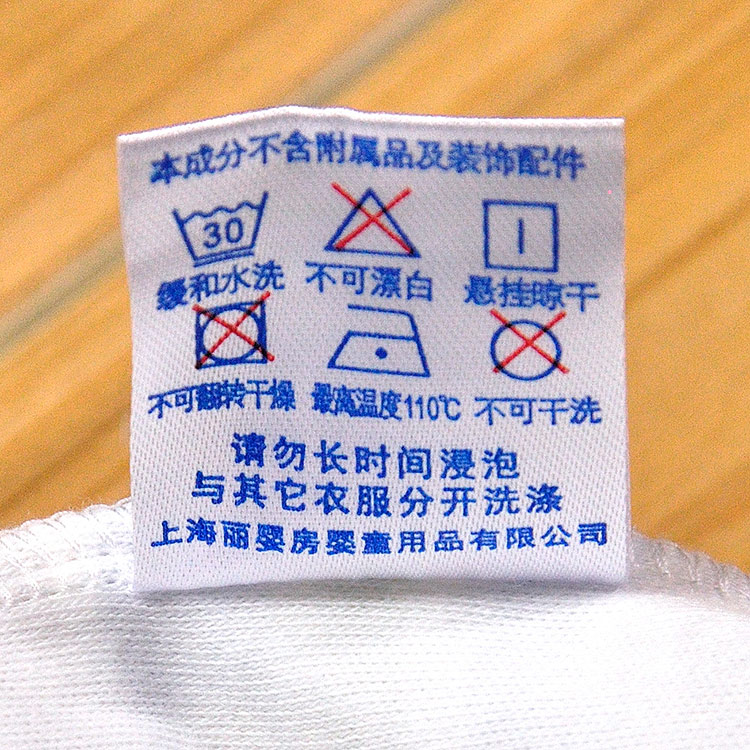 本成分不含附属品及装饰配件
30
缓和水洗 不可漂白 悬挂晾干
不可翻转干燥 最高温度110℃ 不可干洗
请勿长时间浸泡
与其它衣服分开洗涤
上海丽婴房婴童用品有限公司